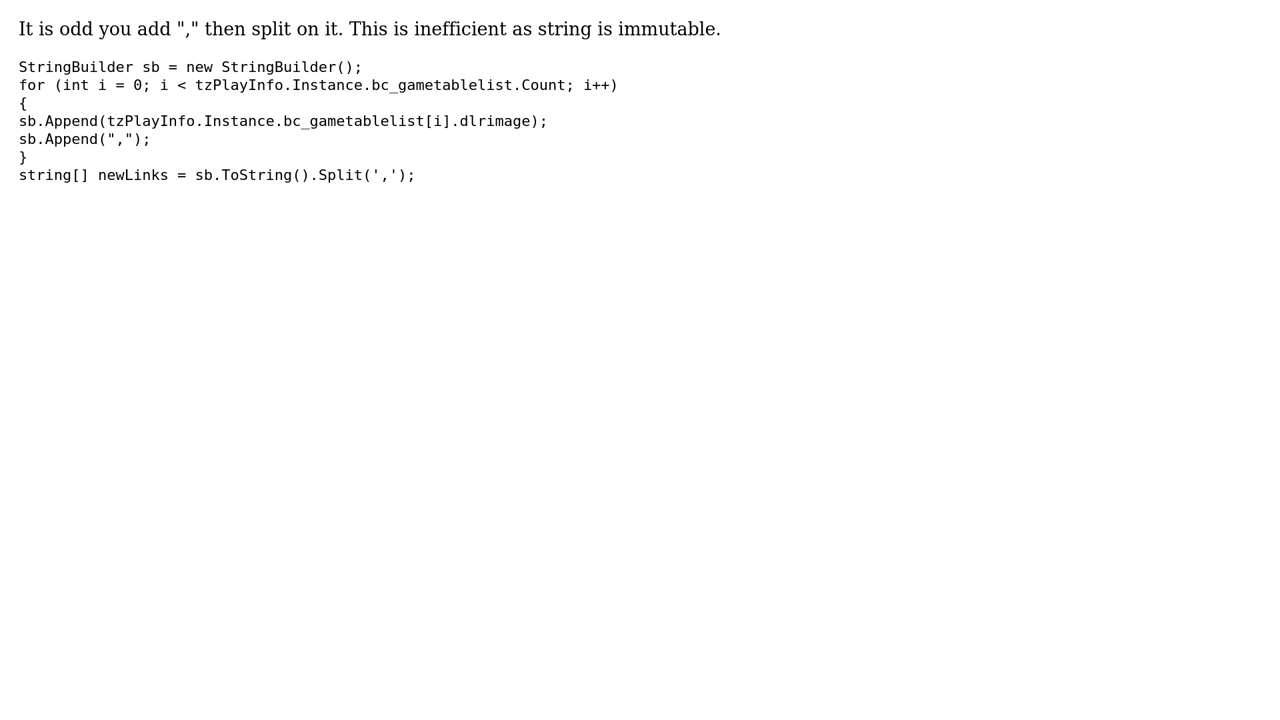 It is odd you add "," then split on it. This is inefficient as string is immutable.
StringBuilder sb = new StringBuilder();
for (int i = 0; i < tzPlayInfo.Instance.bc_gametablelist.Count; i++)
{
sb.Append(tzPlayInfo.Instance.bc_gametablelist[i].dlrimage);
sb.Append(",");
}
string[] newLinks = sb.ToString().Split(',');